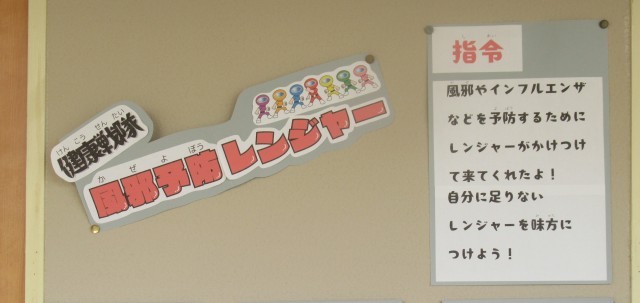 健康戦隊
風邪予防レンジャー
指令
風邪やインフルエンザ
などを予防するために
レンジャーがかけつけ
て来てくれたよ！
自分に足りない
レンジャーを味方に
つけよう！